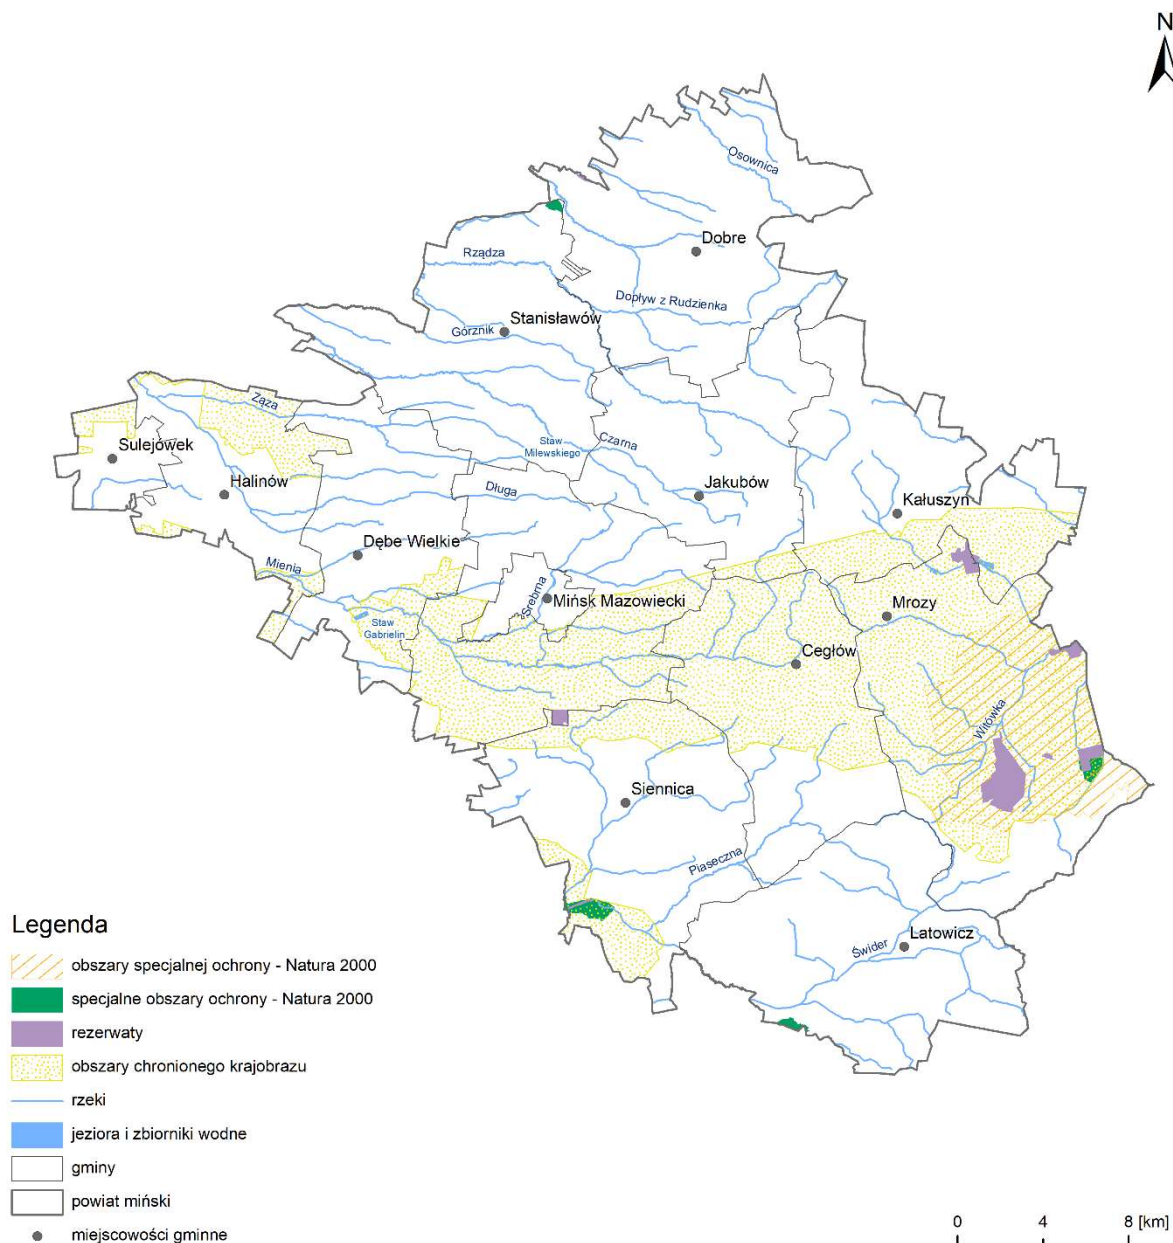 N
Osownica
Dobre
Rządza
Dopływ z Rudzienka
Stanisławów
Górznik
Ząza
Czarna
Staw
Milewskiego
Sulejówek
Halinów
Długa
Jakubów
Kałuszyn
Dębe Wielkie
Mienia
Srebrna
Mińsk Mazowiecki
Mrozy
Staw
Gabrielin
Cegłów
Witówka
Siennica
Piaseczna
Świder
Latowicz
Legenda
obszary specjalnej ochrony - Natura 2000
specjalne obszary ochrony - Natura 2000
rezerwaty
obszary chronionego krajobrazu
rzeki
jeziora i zbiorniki wodne
gminy
powiat miński
miejscowości gminne
0 4 8 [km]